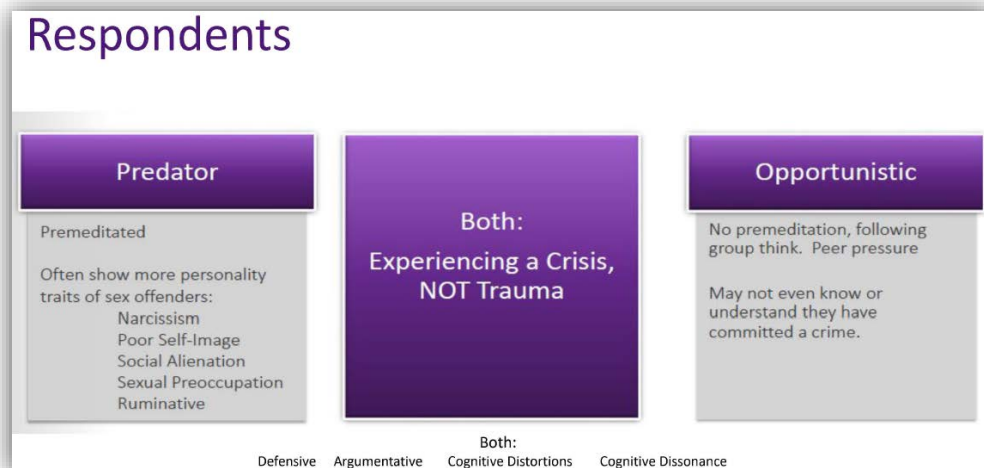 Respondents
Predator
Premeditated
Often show more personality
traits of sex offenders:
Narcissism
Poor Self-Image
Social Alienation
Sexual Preoccupation
Ruminative
Both:
Experiencing a Crisis,
NOT Trauma
Opportunistic
No premeditation, following
group think.  Peer pressure
May not even know or
understand they have
committed a crime.
Both:
Defensive    Argumentative    Cognitive Distortions    Cognitive Dissonance